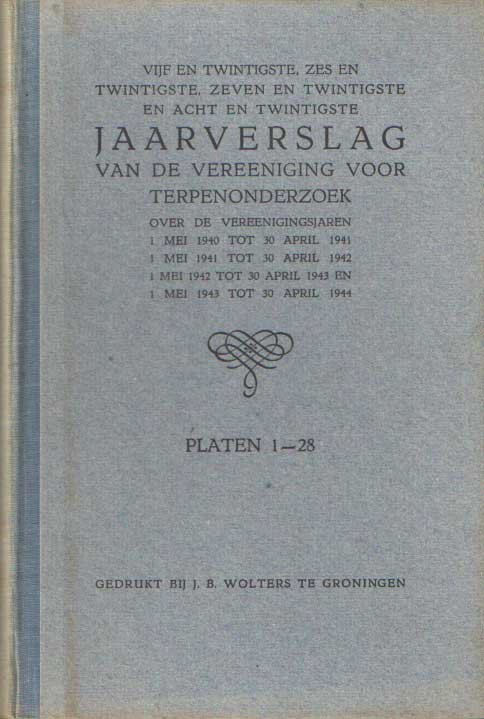 VIJF EN TWINTIGSTE, ZES EN
TWINTIGSTE, ZEVEN EN TWINTIGSTE
EN ACHT EN TWINTIGSTE
JAARVERSLAG
VAN DE VEREENIGING VOOR
TERPENONDERZOEK
OVER DE VEREENIGINGSJAREN
1 MEI 1940 TOT 30 APRIL 1941
1 MEI 1941 TOT 30 APRIL 1942
1 MEI 1942 TOT 30 APRIL 1943 EN
1 MEI 1943 TOT 30 APRIL 1944
PLATEN 1—28
GEDRUKT BIJ J. B. WOLTERS TE GRONINGEN